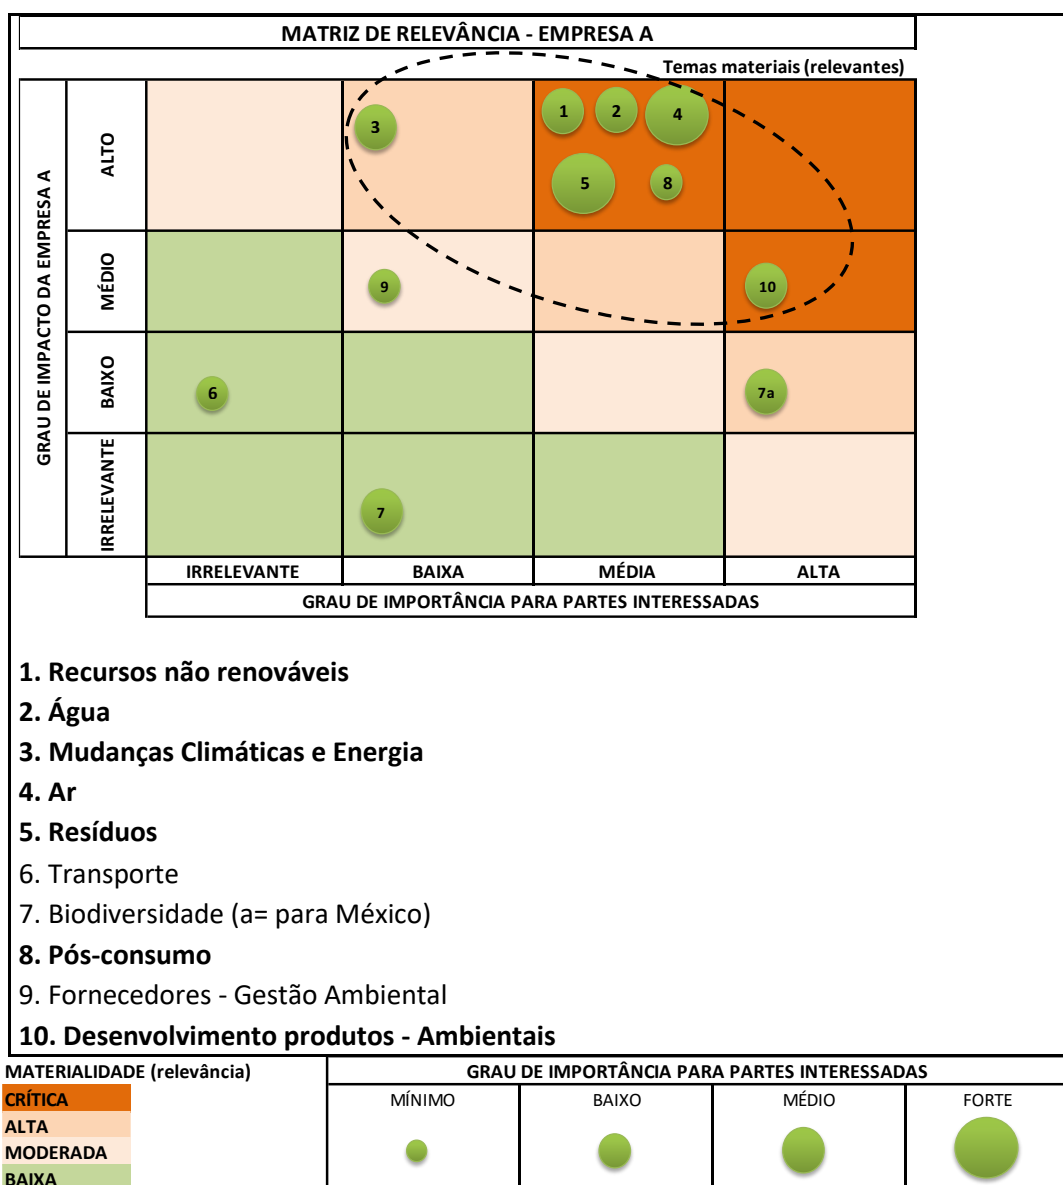 MATRIZ DE RELEVÂNCIA - EMPRESA A
Temas materiais (relevantes)
GRAU DE IMPACTO DA EMPRESA A
ALTO
3
1
2
4
5
8
MÉDIO
9
10
BAIXO
6
7a
IRRELEVANTE
7
IRRELEVANTE BAIXA MÉDIA ALTA
GRAU DE IMPORTÂNCIA PARA PARTES INTERESSADAS
1. Recursos não renováveis
2. Água
3. Mudanças Climáticas e Energia
4. Ar
5. Resíduos
6. Transporte
7. Biodiversidade (a= para México)
8. Pós-consumo
9. Fornecedores - Gestão Ambiental
10. Desenvolvimento produtos - Ambientais
MATERIALIDADE (relevância)
CRÍTICA
ALTA
MODERADA
BAIXA
GRAU DE IMPORTÂNCIA PARA PARTES INTERESSADAS
MÍNIMO BAIXO MÉDIO FORTE